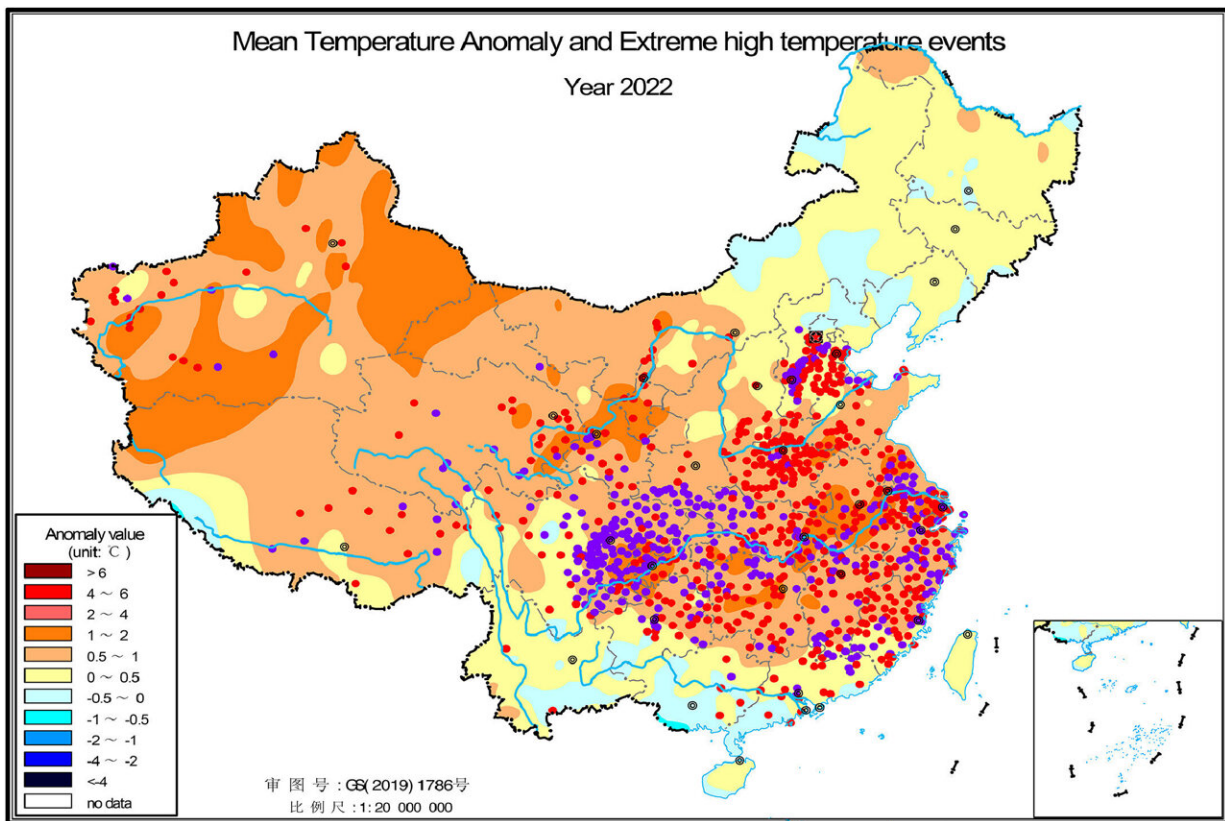 Mean Temperature Anomaly and Extreme high temperature events
Year 2022
Anomaly value
(unit: ℃ )
>6
4 ~ 6
2 ~ 4
1 ~ 2
0.5 ~ 1
0 ~ 0.5
-0.5 ~ 0
-1 ~ -0.5
-2 ~ -1
-4 ~ -2
<-4
no data
审 图 号 : GS( 2019) 1786号
比 例 尺 : 1: 20 000 000